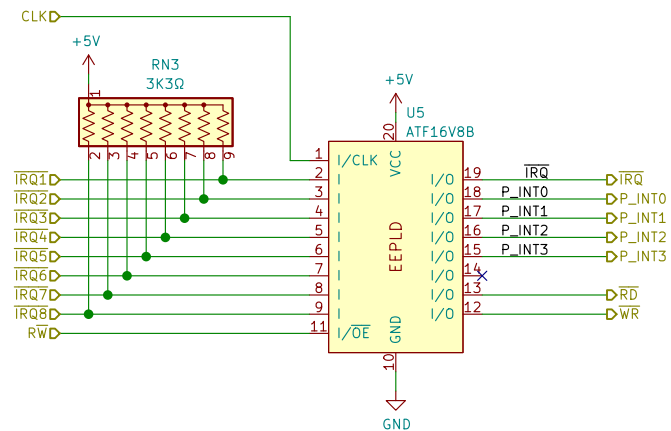 CLK
+5V
RN3
3K3Ω
1
2 3 4 5 6 7 8 9
+5V
U5
ATF16V8B
20
VCC
1 I/CLK
IRQ1 2 I I/O 19 IRQ IRQ
IRQ2 3 I I/O 18 P_INT0 P_INT0
IRQ3 4 I I/O 17 P_INT1 P_INT1
IRQ4 5 I I/O 16 P_INT2 P_INT2
IRQ5 6 I I/O 15 P_INT3 P_INT3
IRQ6 7 I I/O 14
IRQ7 8 I I/O 13 RD
IRQ8 9 I I/O 12 WR
RW 11 I/OE
EEPLD
GND
10
GND